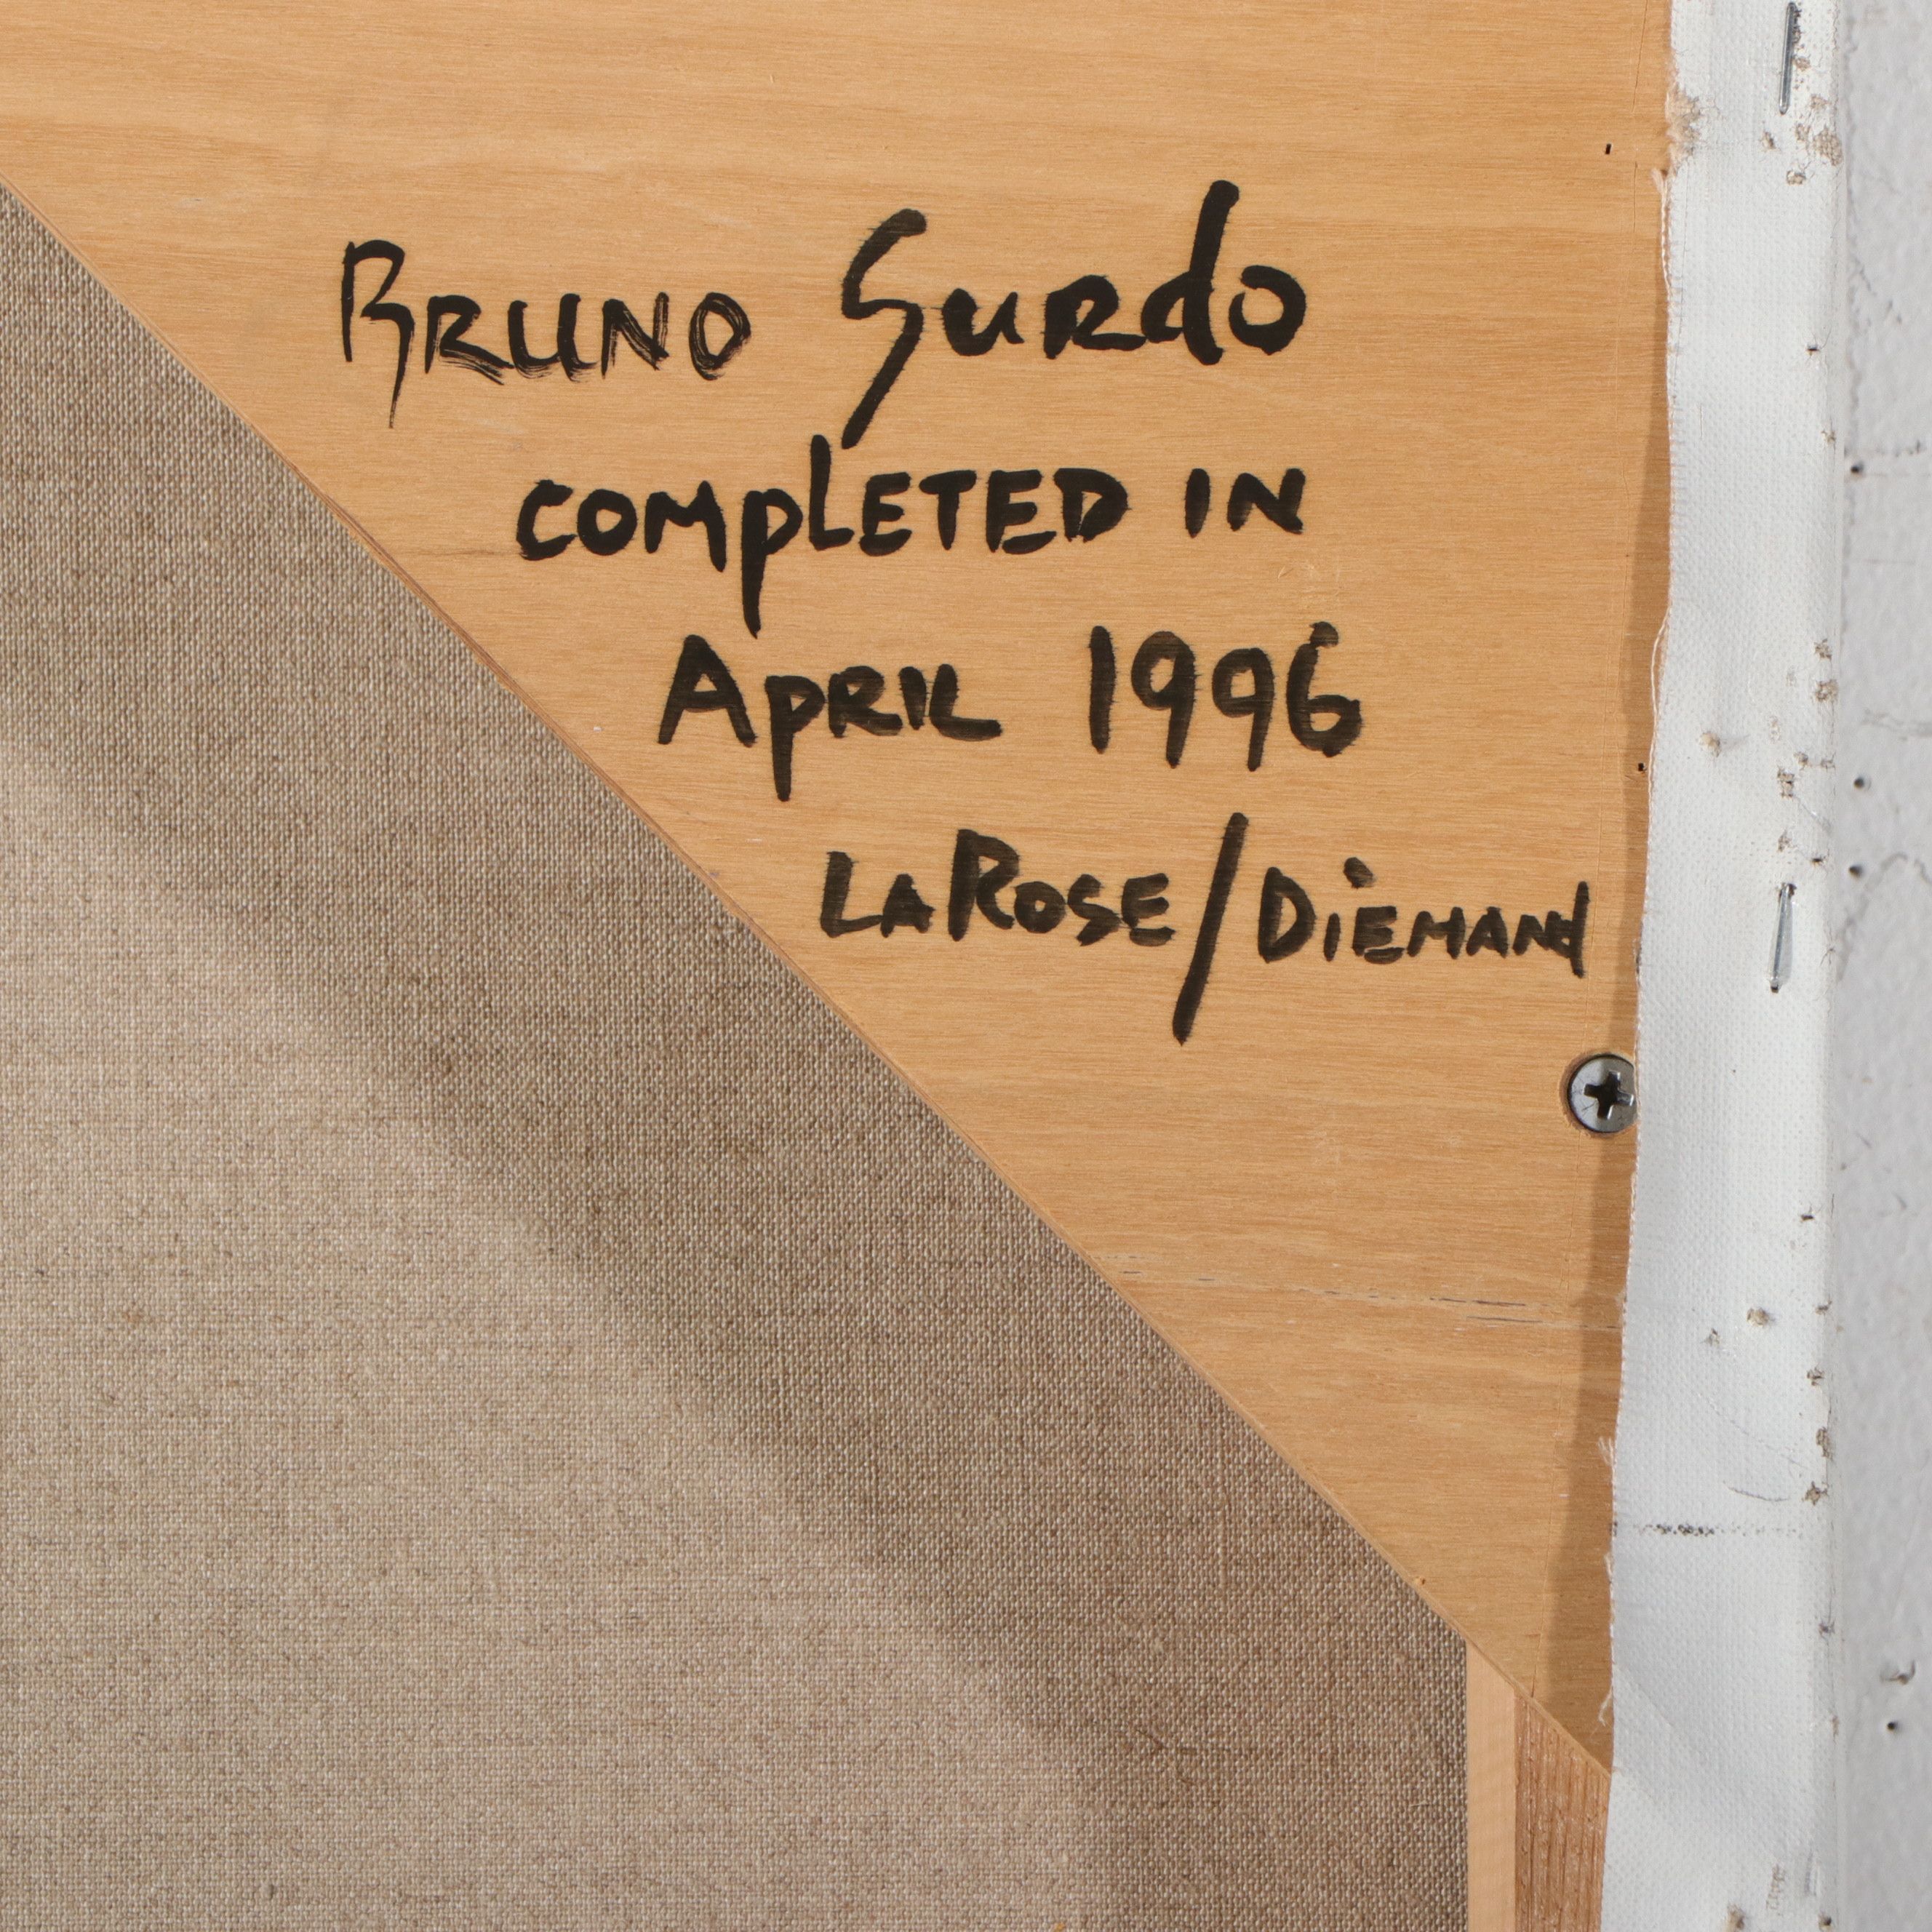 BRUNO SURdO
COMpLETED IN
ApRIL 1996
LAROSE/DiEMANd